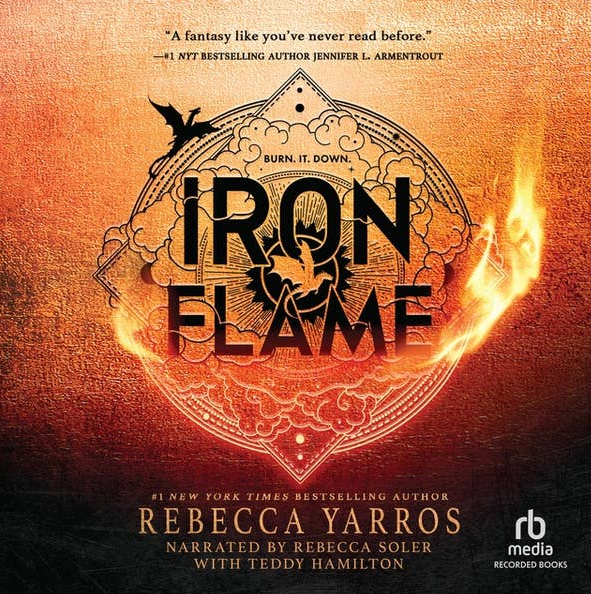 “A fantasy like you’ve never read before.”
—#1 NYT BESTSELLING AUTHOR JENNIFER L. ARMENTROUT
BURN. IT. DOWN.
IRON
FLAME
#1 NEW YORK TIMES BESTSELLING AUTHOR
REBECCA YARROS
NARRATED BY REBECCA SOLER
WITH TEDDY HAMILTON
rb
media
RECORDED BOOKS